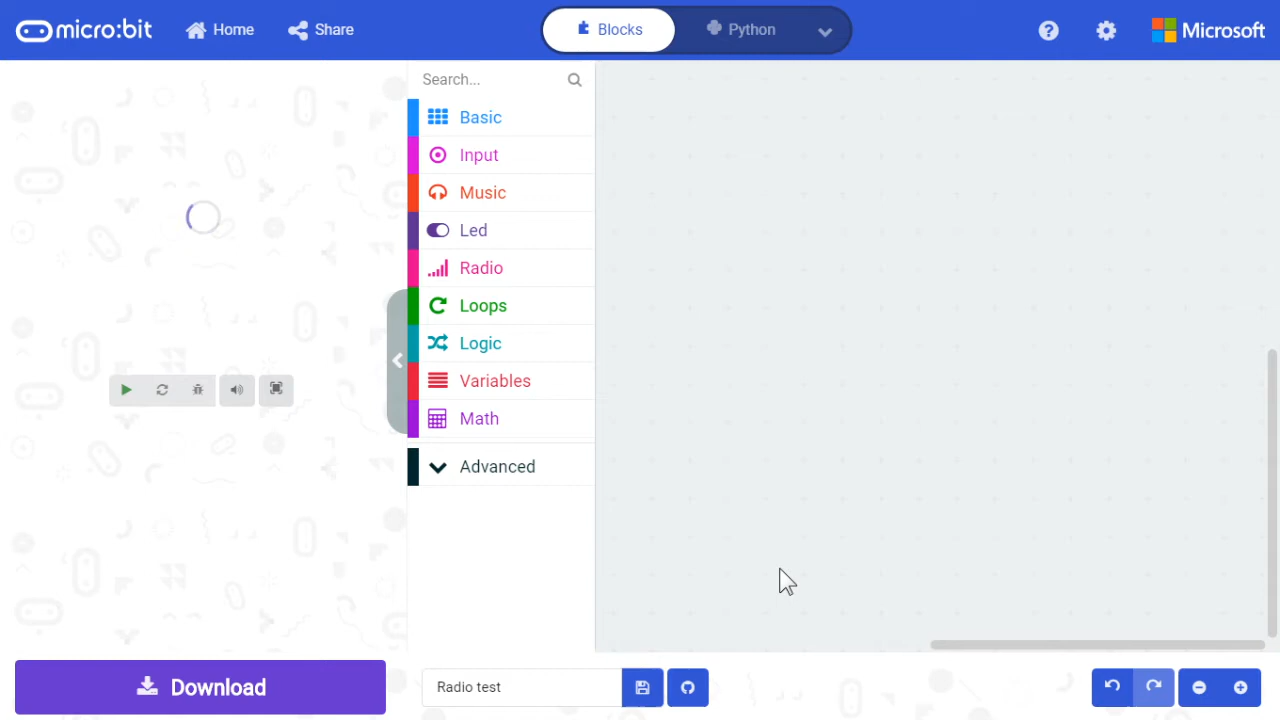 micro:bit
Home
Share
Blocks
Python
Microsoft
Search...
Basic
Input
Music
Led
Radio
Loops
Logic
Variables
Math
Advanced
Download
Radio test